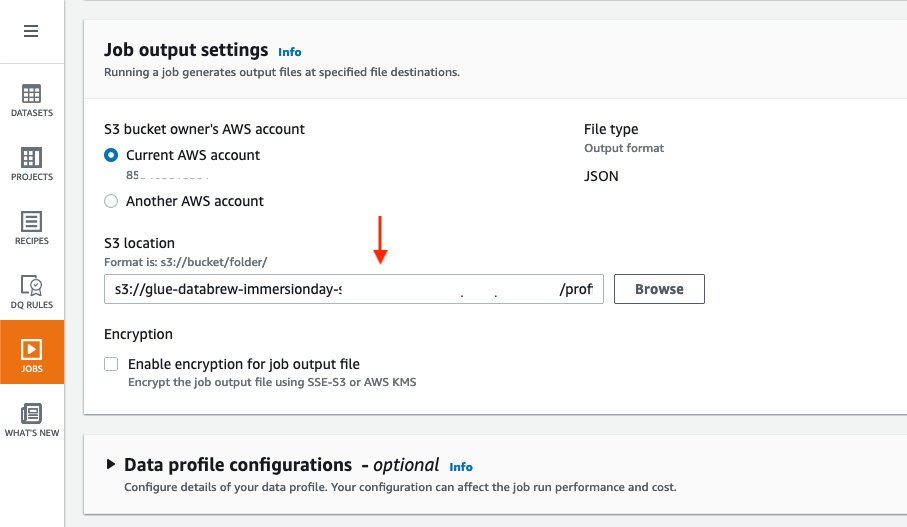 Job output settings Info
Running a job generates output files at specified file destinations.
S3 bucket owner's AWS account
Current AWS account
85
Another AWS account
File type
Output format
JSON
S3 location
Format is: s3://bucket/folder/
s3://glue-databrew-immersionday- /prof
Browse
Encryption
Enable encryption for job output file
Encrypt the job output file using SSE-S3 or AWS KMS
Data profile configurations - optional Info
Configure details of your data profile. Your configuration can affect the job run performance and cost.
DATASETS
PROJECTS
RECIPES
DQ RULES
JOBS
WHAT'S NEW